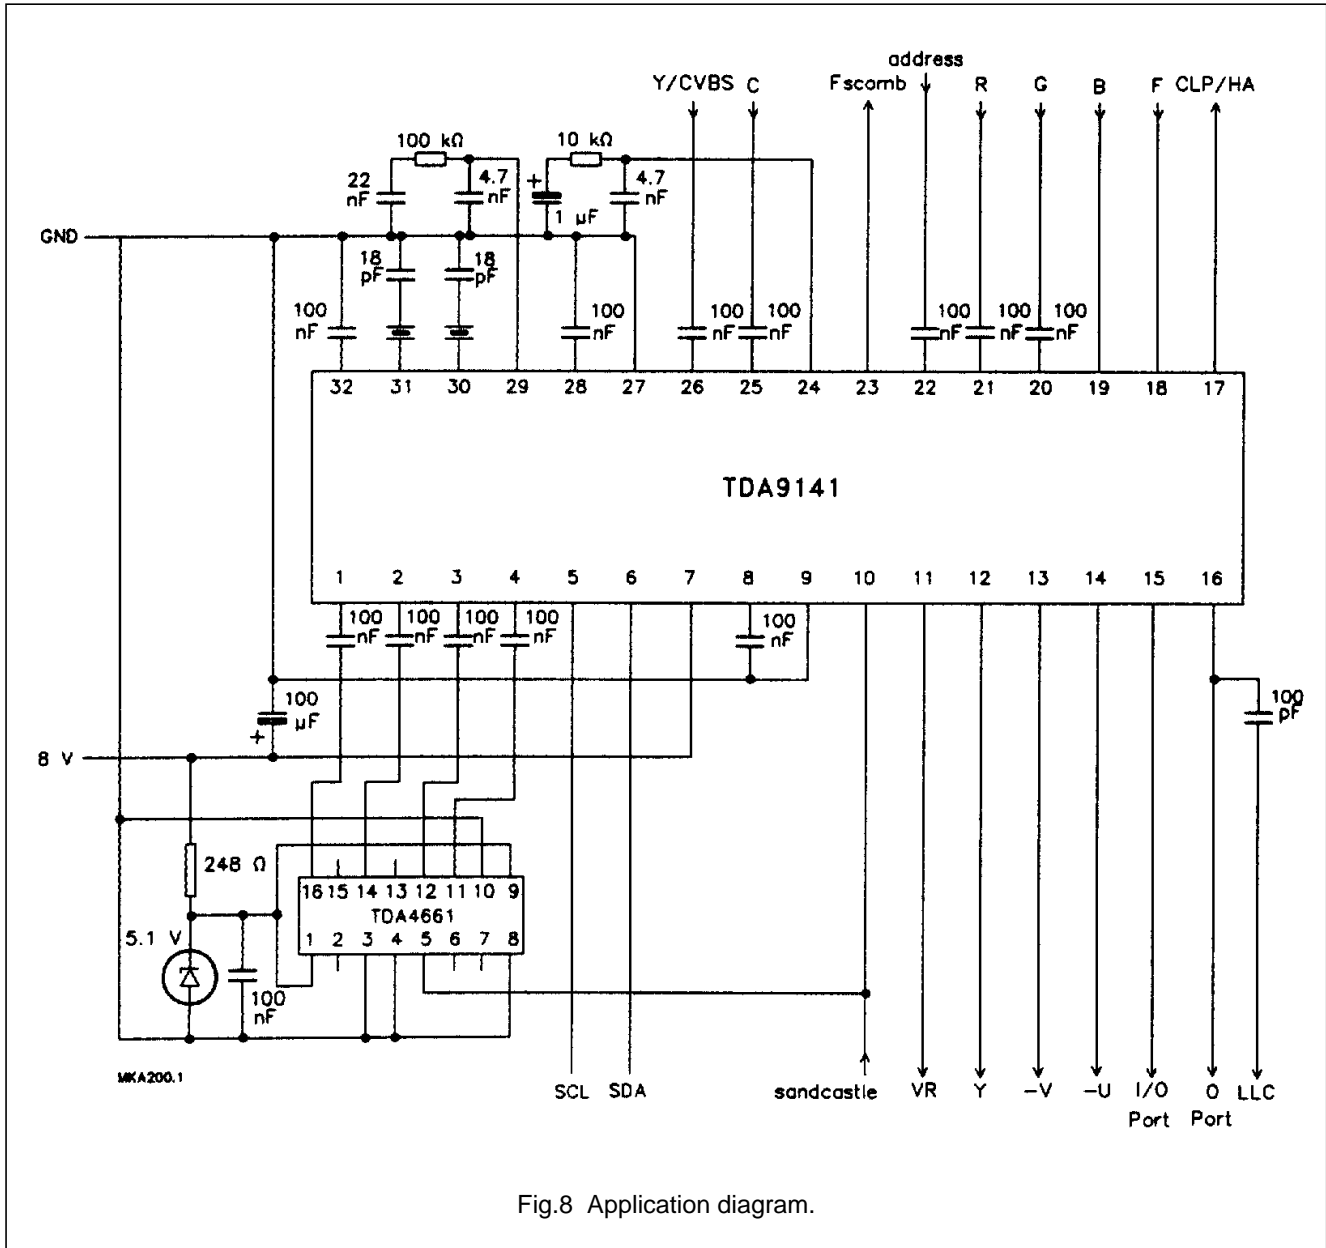 address
Y/CVBS C Fscomb R G B F CLP/HA
100 kΩ 10 kΩ
22 nF 4.7 nF + 1 µF 4.7 nF
GND
18 pF 18 pF
100 nF 100 nF 100 nF 100 nF 100 nF 100 nF 100 nF
32 31 30 29 28 27 26 25 24 23 22 21 20 19 18 17
TDA9141
1 2 3 4 5 6 7 8 9 10 11 12 13 14 15 16
100 nF 100 nF 100 nF 100 nF 100 nF
100 µF + 100 pF
8 V
248 Ω
16 15 14 13 12 11 10 9
TDA4661
1 2 3 4 5 6 7 8
5.1 V
100 nF
MKA200.1
SCL SDA sandcastle VR Y -V -U I/O Port O Port LLC
Fig.8 Application diagram.